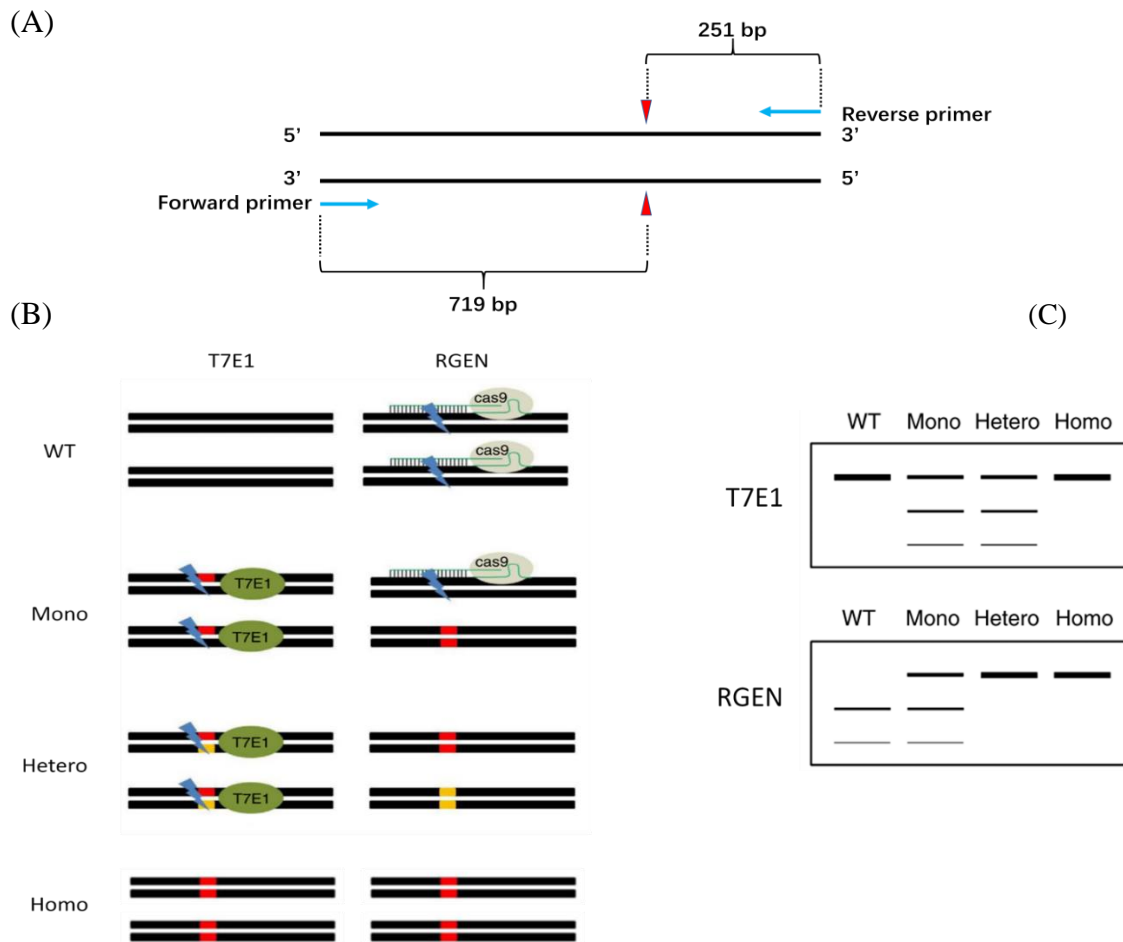 (A)
251 bp
Reverse primer
5’ 3’
3’ 5’
Forward primer
719 bp
(B)
T7E1 RGEN
WT
cas9
cas9
Mono
T7E1
cas9
T7E1
Hetero
T7E1
T7E1
Homo
(C)
WT Mono Hetero Homo
T7E1
WT Mono Hetero Homo
RGEN